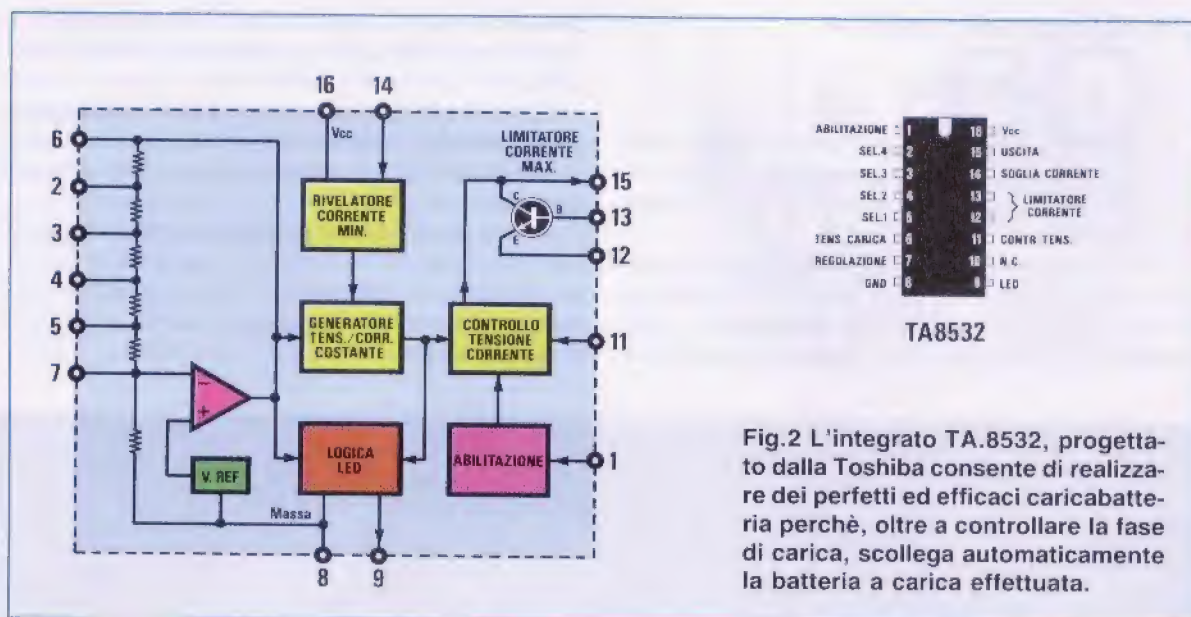 16 14
6
Vcc
LIMITATORE
CORRENTE
MAX.
2
RIVELATORE
CORRENTE
MIN.
C
B
E
15
13
12
3
4
5
GENERATORE
TENS./CORR.
COSTANTE
CONTROLLO
TENSIONE
CORRENTE
11
7
−
+
V. REF
LOGICA
LED
ABILITAZIONE
1
Massa
8 9
ABILITAZIONE 1 16 Vcc
SEL.4 2 15 USCITA
SEL.3 3 14 SOGLIA CORRENTE
SEL.2 4 13 LIMITATORE
SEL.1 5 12 CORRENTE
TENS CARICA 6 11 CONTR TENS.
REGOLAZIONE 7 10 N.C.
GND 8 9 LED
TA8532
Fig.2 L'integrato TA.8532, progetta-
to dalla Toshiba consente di realizza-
re dei perfetti ed efficaci caricabatte-
ria perchè, oltre a controllare la fase
di carica, scollega automaticamente
la batteria a carica effettuata.